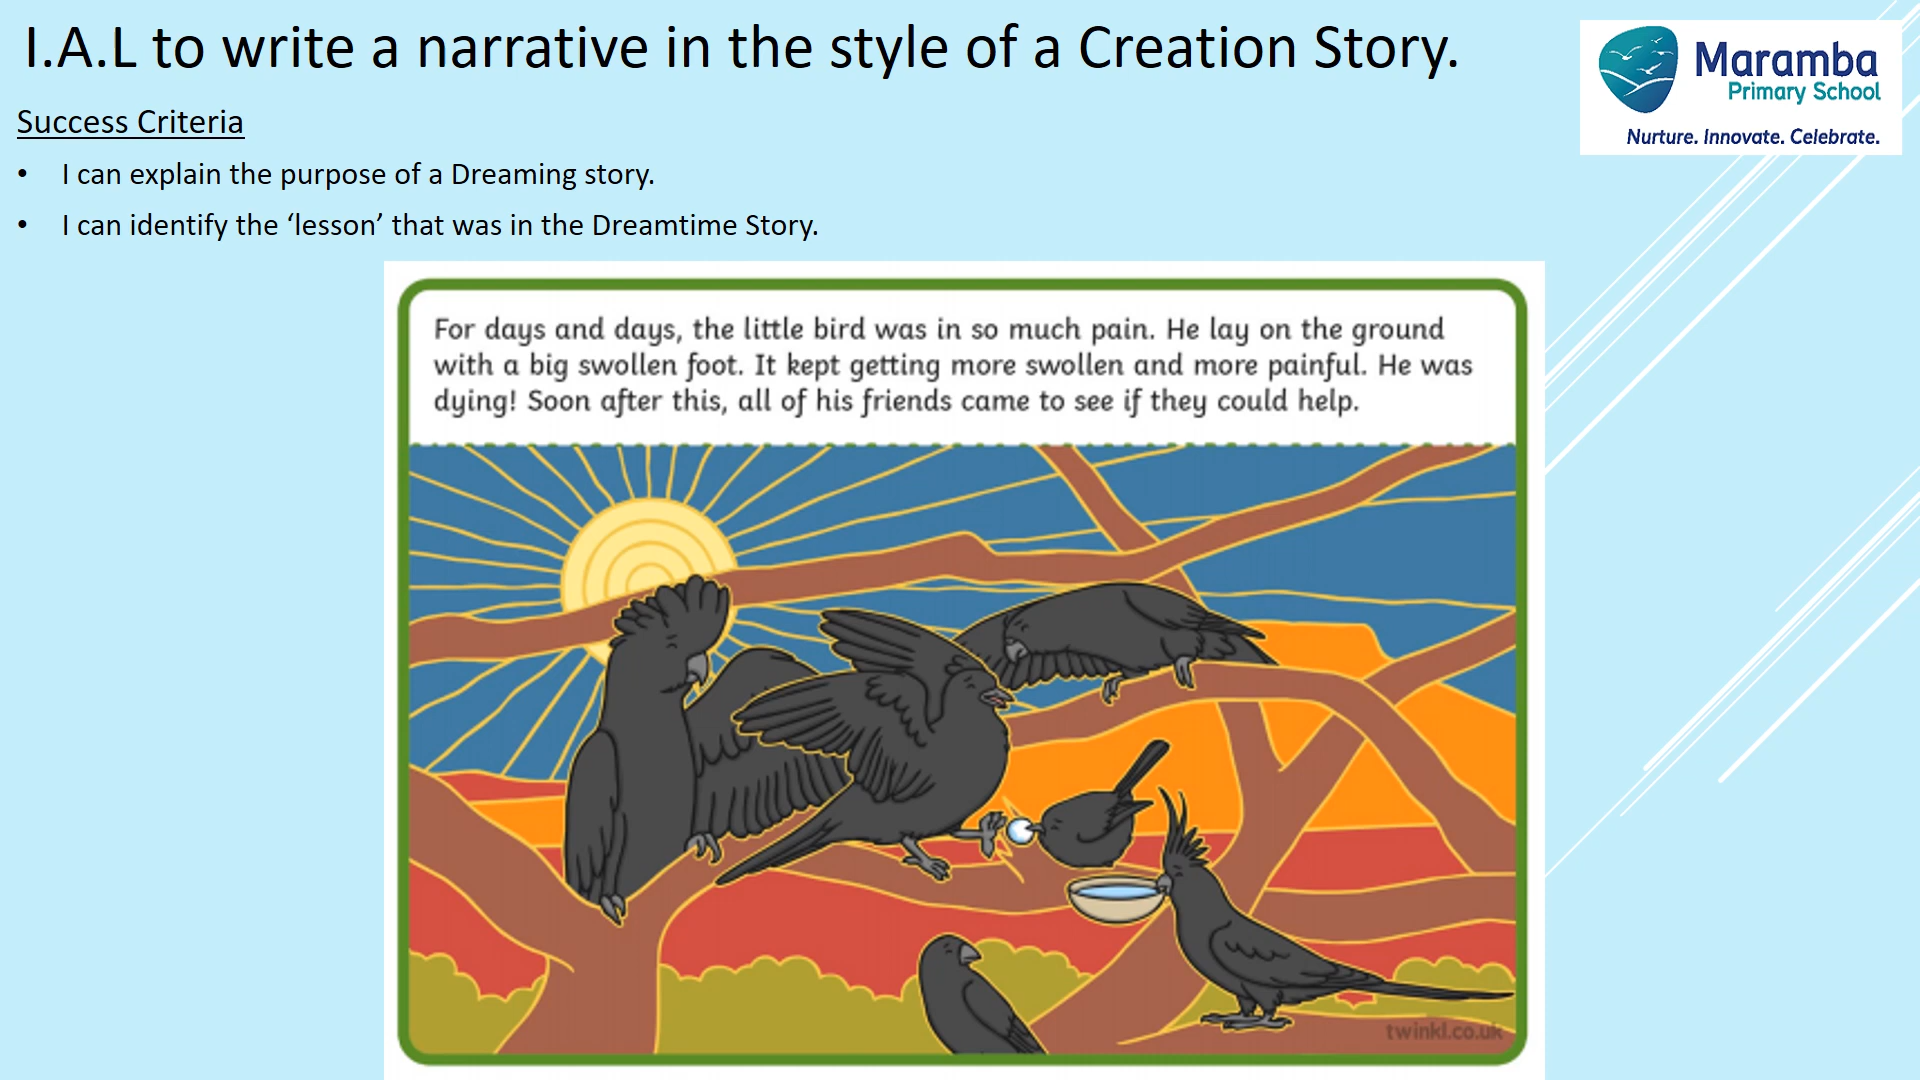 I.A.L to write a narrative in the style of a Creation Story.
Maramba
Primary School
Nurture. Innovate. Celebrate.
Success Criteria
• I can explain the purpose of a Dreaming story.
• I can identify the ‘lesson’ that was in the Dreamtime Story.
For days and days, the little bird was in so much pain. He lay on the ground
with a big swollen foot. It kept getting more swollen and more painful. He was
dying! Soon after this, all of his friends came to see if they could help.
twinkl.co.uk